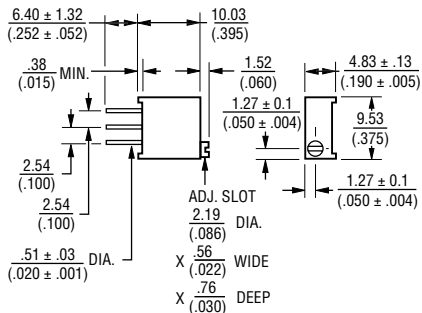 6.40 ± 1.32
(.252 ± .052)
10.03
(.395)
.38
(.015)
MIN.
1.52
(.060)
4.83 ± .13
(.190 ± .005)
1.27 ± 0.1
(.050 ± .004)
9.53
(.375)
2.54
(.100)
2.54
(.100)
1.27 ± 0.1
(.050 ± .004)
.51 ± .03
(.020 ± .001)
DIA.
ADJ. SLOT
2.19
(.086)
DIA.
X .56
(.022)
WIDE
X .76
(.030)
DEEP